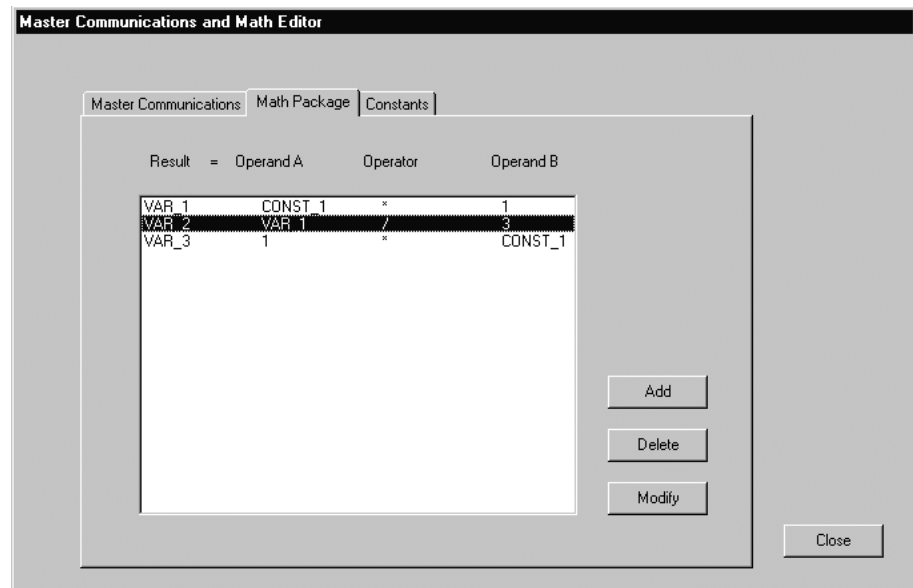 Master Communications and Math Editor
Master Communications Math Package Constants
Result = Operand A Operator Operand B
VAR_1 CONST_1 * 1
VAR_2 VAR_1 / 3
VAR_3 1 * CONST_1
Add
Delete
Modify
Close